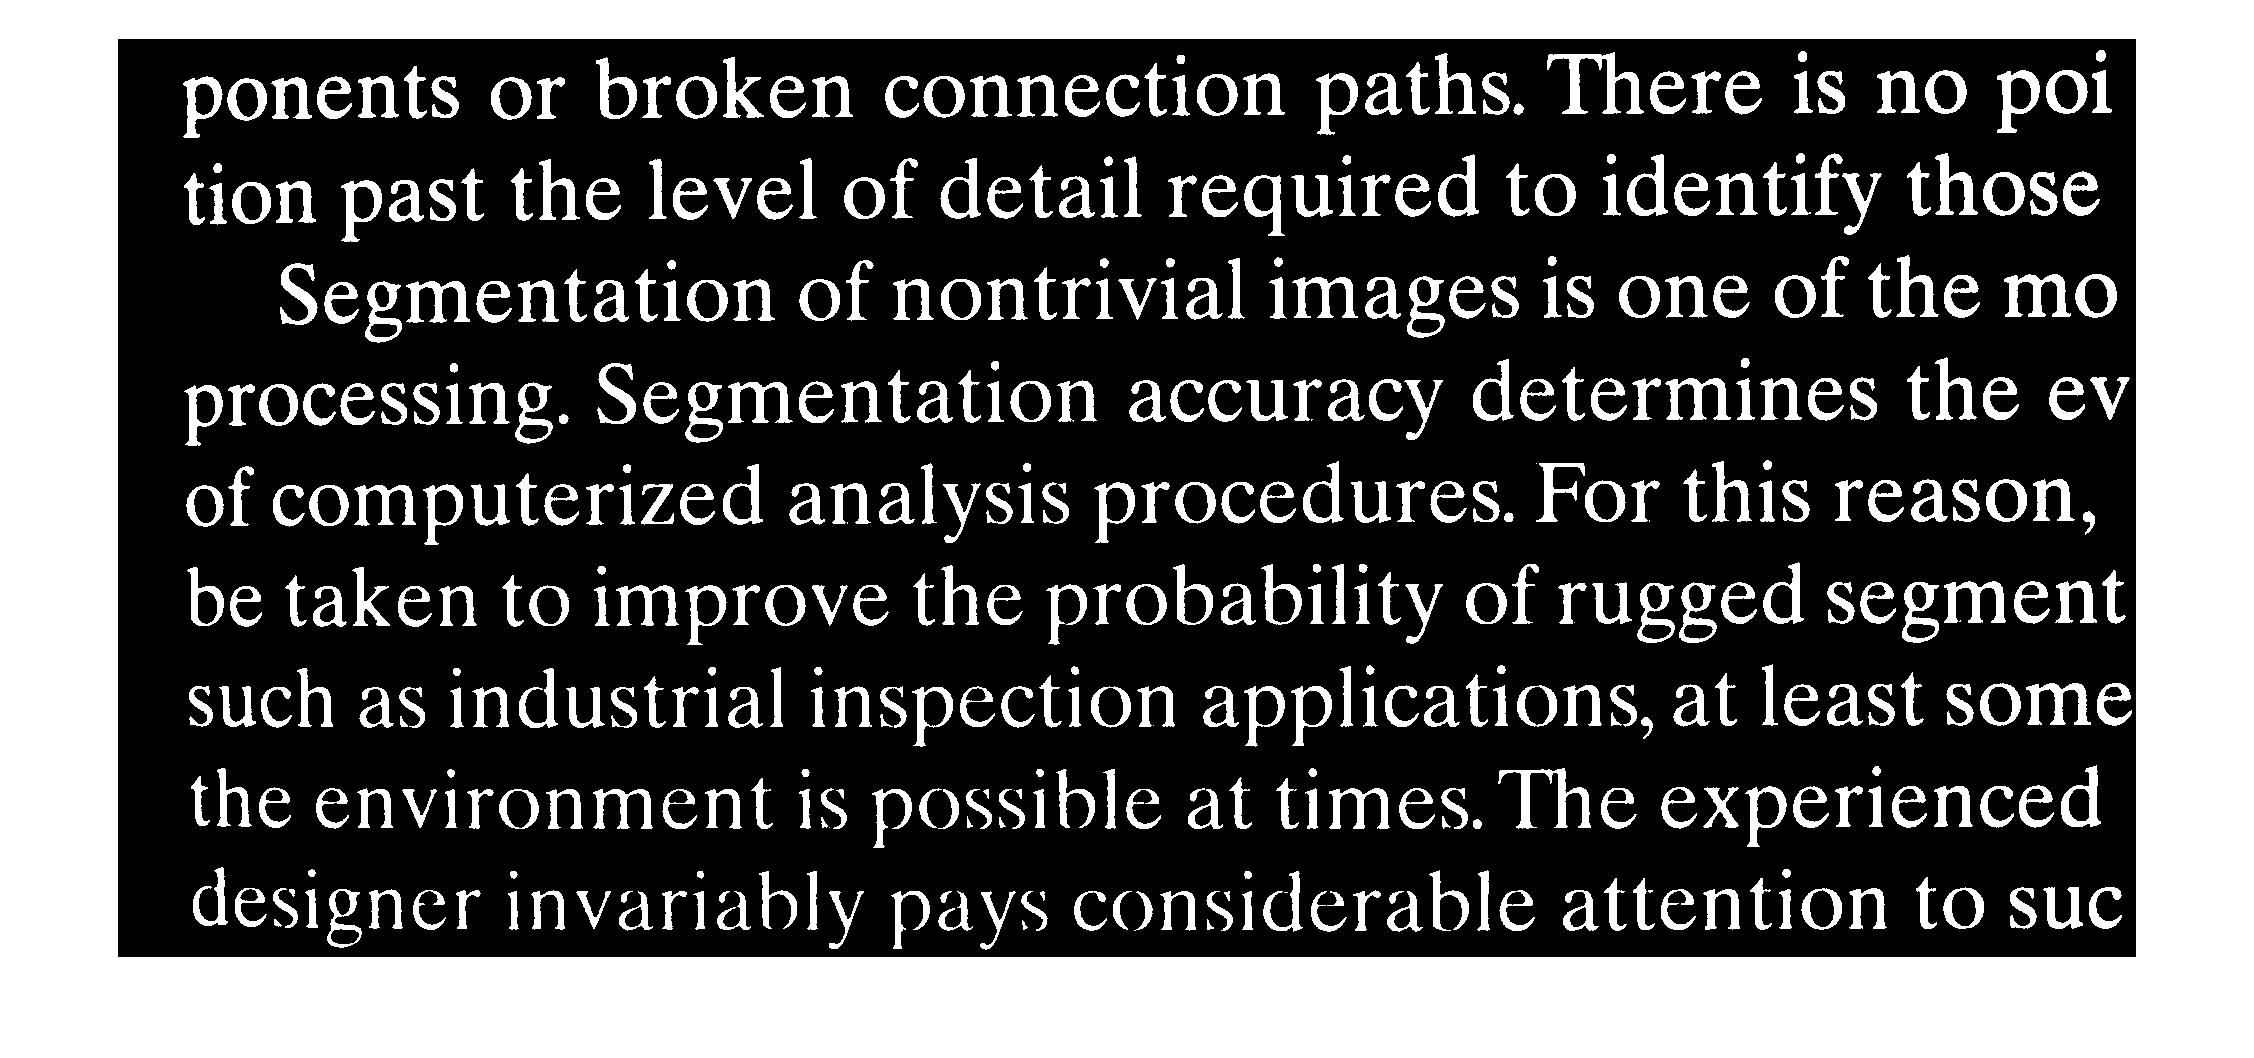 ponents or broken connection paths. There is no poi
tion past the level of detail required to identify those
Segmentation of nontrivial images is one of the mo
processing. Segmentation accuracy determines the ev
of computerized analysis procedures. For this reason,
be taken to improve the probability of rugged segment
such as industrial inspection applications, at least some
the environment is possible at times. The experienced
designer invariably pays considerable attention to suc